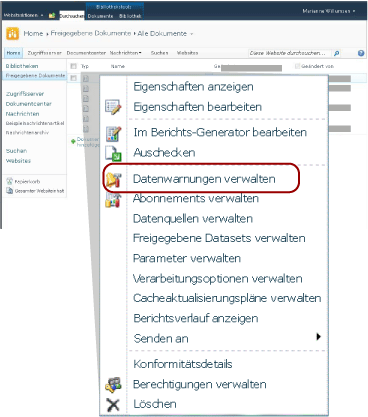 Bibliothekstools
Marianne Willumsen
Websiteaktionen
Durchsuchen
Dokumente
Bibliothek
Home ▸ Freigegebene Dokumente ▸ Alle Dokumente
Home
Zugriffsserver
Dokumentcenter
Nachrichten
Suchen
Websites
Diese Website durchsuchen...
Bibliotheken
Typ
Name
Geändert von
Freigegebene Dokumente
Zugriffsserver
Dokumentcenter
Nachrichten
Beispielnachrichtenartikel
Nachrichtenarchiv
Suchen
Websites
Papierkorb
Gesamter Websiteinhalt
Eigenschaften anzeigen
Eigenschaften bearbeiten
Im Berichts-Generator bearbeiten
Auschecken
Datenwarnungen verwalten
Abonnements verwalten
Datenquellen verwalten
Freigegebene Datasets verwalten
Parameter verwalten
Verarbeitungsoptionen verwalten
Cacheaktualisierungspläne verwalten
Berichtsverlauf anzeigen
Senden an
Konformitätsdetails
Berechtigungen verwalten
Löschen